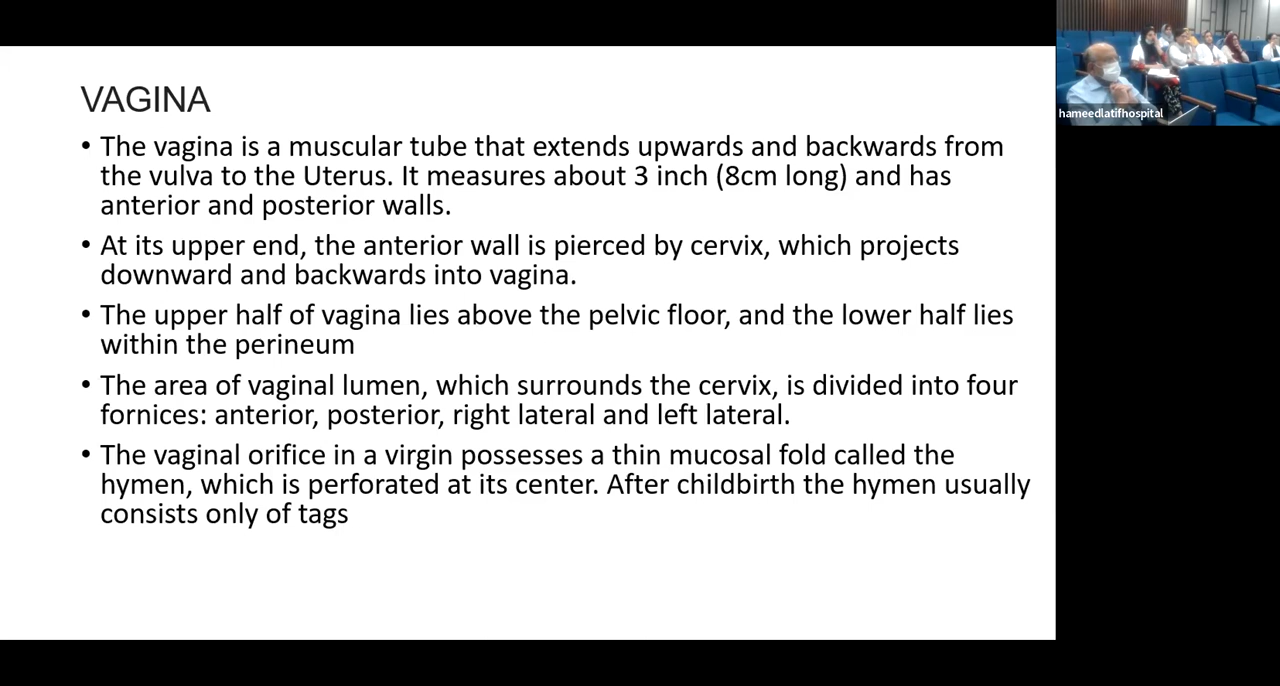 VAGINA
• The vagina is a muscular tube that extends upwards and backwards from
the vulva to the Uterus. It measures about 3 inch (8cm long) and has
anterior and posterior walls.
• At its upper end, the anterior wall is pierced by cervix, which projects
downward and backwards into vagina.
• The upper half of vagina lies above the pelvic floor, and the lower half lies
within the perineum
• The area of vaginal lumen, which surrounds the cervix, is divided into four
fornices: anterior, posterior, right lateral and left lateral.
• The vaginal orifice in a virgin possesses a thin mucosal fold called the
hymen, which is perforated at its center. After childbirth the hymen usually
consists only of tags
hameedlatifhospital